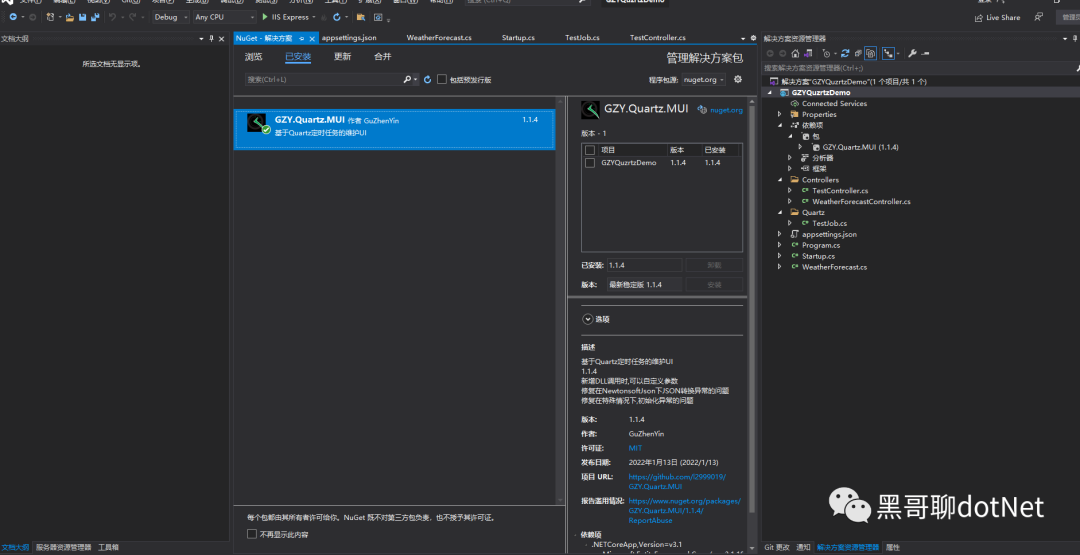 GZYQuzrtzDemo
Debug Any CPU IIS Express Live Share
文档大纲
所选文档无显示项。
NuGet - 解决方案 appsettings.json WeatherForecast.cs Startup.cs TestJob.cs TestController.cs
浏览 已安装 更新 合并 管理解决方案包
搜索(Ctrl+L) 包括预发行版 程序包源: nuget.org
GZY.Quartz.MUI 作者 GuZhenYin 1.1.4
基于Quartz定时任务的维护UI
GZY.Quartz.MUI nuget.org
版本 - 1
项目 版本 已安装
GZYQuzrtzDemo 1.1.4 1.1.4
已安装: 1.1.4 卸载
版本: 最新稳定版 1.1.4 安装
选项
描述
基于Quartz定时任务的维护UI
1.1.4
新增DLL调用时,可以自定义参数
修复在NewtonsoftJson下JSON转换异常的问题
修复在特殊情况下,初始化异常的问题
版本: 1.1.4
作者: GuZhenYin
许可证: MIT
发布日期: 2022年1月13日 (2022/1/13)
项目 URL: https://github.com/l2999019/
GZY.Quartz.MUI
报告滥用情况: https://www.nuget.org/packages/
GZY.Quartz.MUI/1.1.4/
ReportAbuse
依赖项
.NETCoreApp,Version=v3.1
每个包都由其所有者许可给你。NuGet 既不对第三方包负责，也不授予其许可证。
不再显示此内容
解决方案资源管理器
搜索解决方案资源管理器(Ctrl+;)
解决方案"GZYQuzrtzDemo"(1 个项目/共 1 个)
GZYQuzrtzDemo
Connected Services
Properties
依赖项
包
GZY.Quartz.MUI (1.1.4)
分析器
框架
Controllers
TestController.cs
WeatherForecastController.cs
Quartz
TestJob.cs
appsettings.json
Program.cs
Startup.cs
WeatherForecast.cs
黑哥聊dotNet
文档大纲 服务器资源管理器 工具箱
Git 更改 通知 解决方案资源管理器 属性